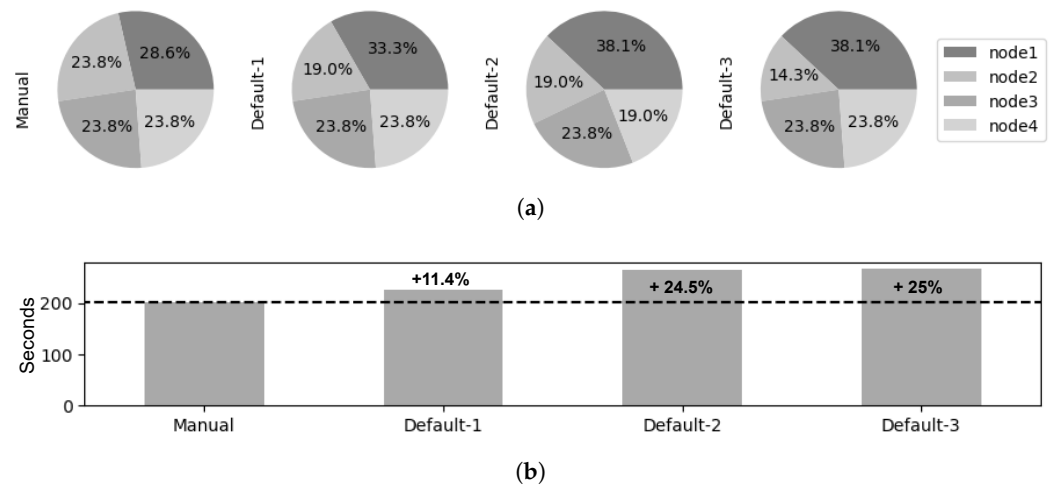 Manual
23.8%
28.6%
23.8%
23.8%
Default-1
19.0%
33.3%
23.8%
23.8%
Default-2
19.0%
38.1%
23.8%
19.0%
Default-3
14.3%
38.1%
23.8%
23.8%
node1
node2
node3
node4
(a)
Seconds
200
100
0
+11.4%
+ 24.5%
+ 25%
Manual
Default-1
Default-2
Default-3
(b)